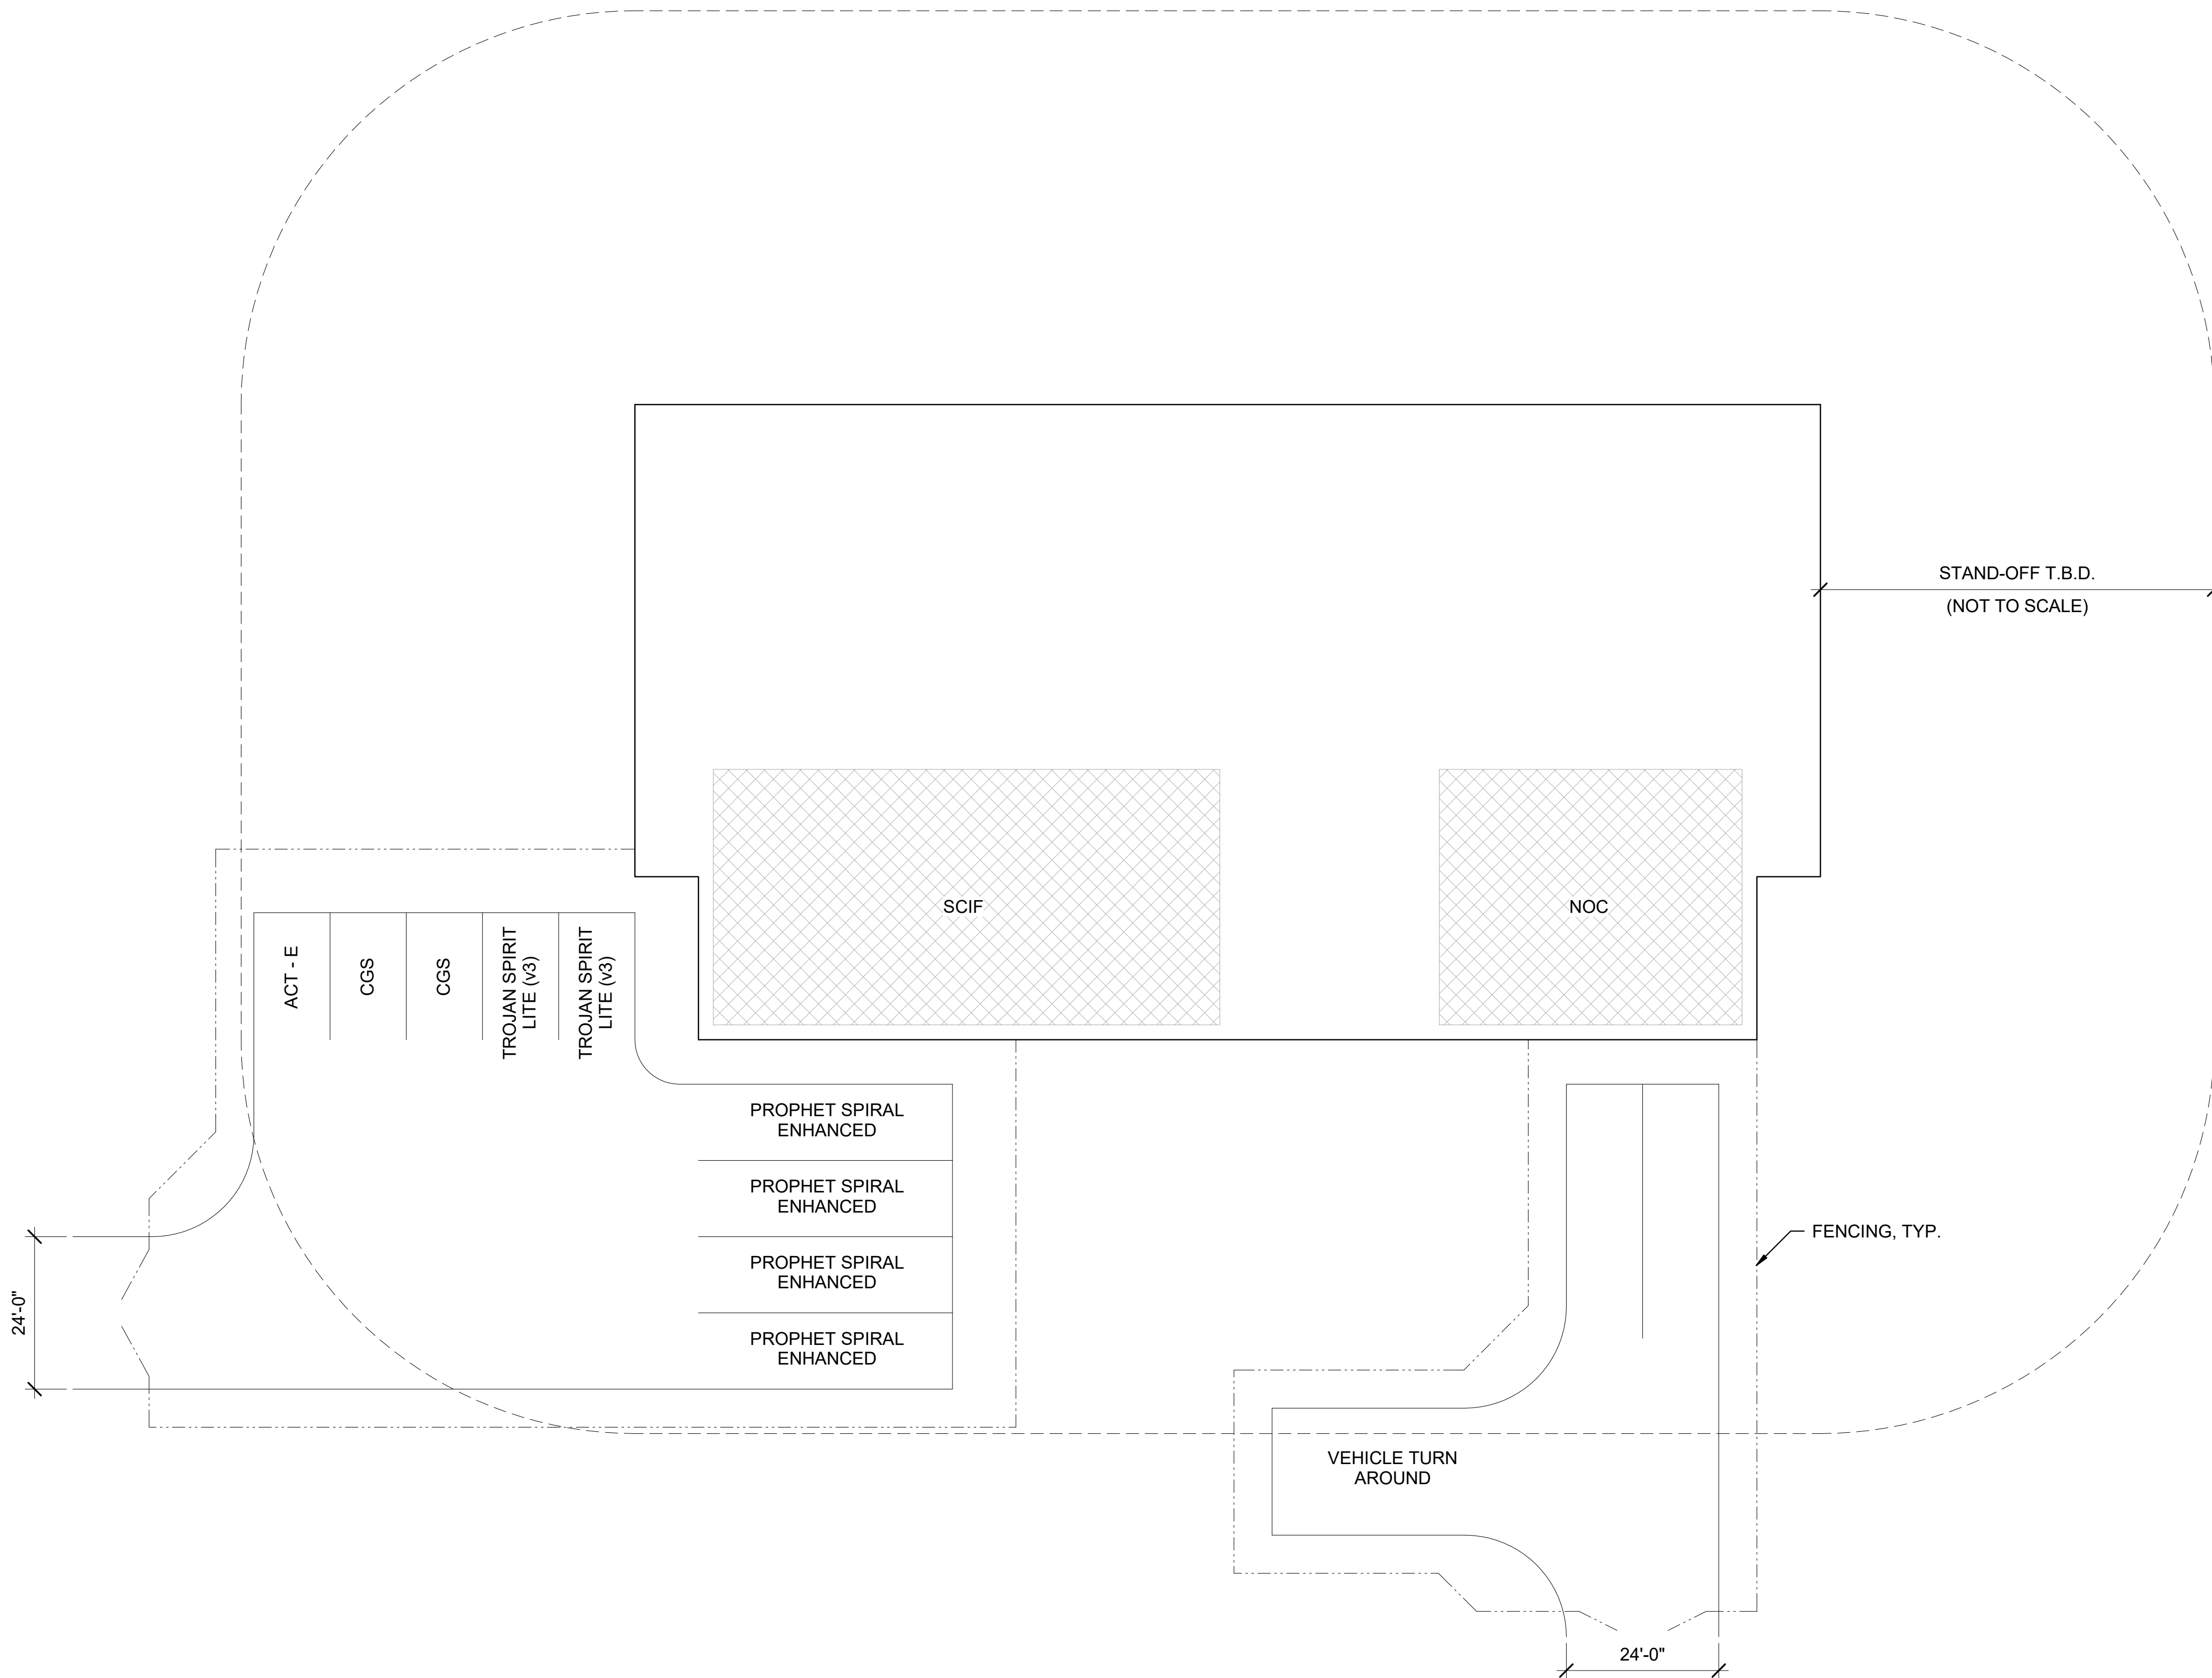 STAND-OFF T.B.D.
(NOT TO SCALE)
SCIF
NOC
ACT - E
CGS
CGS
TROJAN SPIRIT
LITE (v3)
TROJAN SPIRIT
LITE (v3)
PROPHET SPIRAL
ENHANCED
PROPHET SPIRAL
ENHANCED
PROPHET SPIRAL
ENHANCED
PROPHET SPIRAL
ENHANCED
24'-0"
FENCING, TYP.
VEHICLE TURN
AROUND
24'-0"